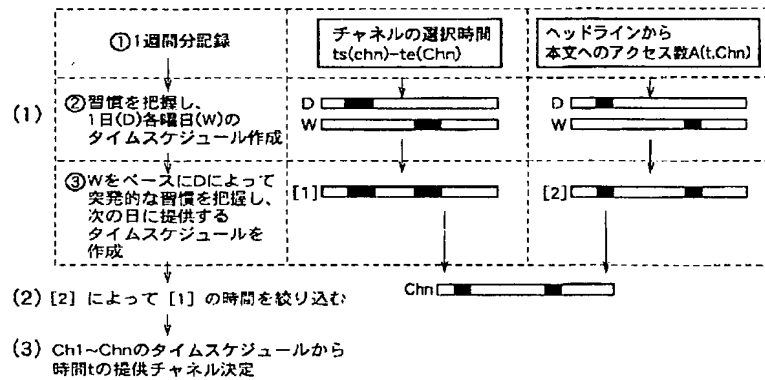 ①1週間分記録
チャネルの選択時間
ts(chn)-te(Chn)
ヘッドラインから
本文へのアクセス数A(t,Chn)
(1)
②習慣を把握し、
1日(D)各曜日(W)の
タイムスケジュール作成
D
W
D
W
③WをベースにDによって
突発的な習慣を把握し、
次の日に提供する
タイムスケジュールを
作成
[1]
[2]
Chn
(2) [2] によって [1] の時間を絞り込む
(3) Ch1~Chnのタイムスケジュールから
時間tの提供チャネル決定